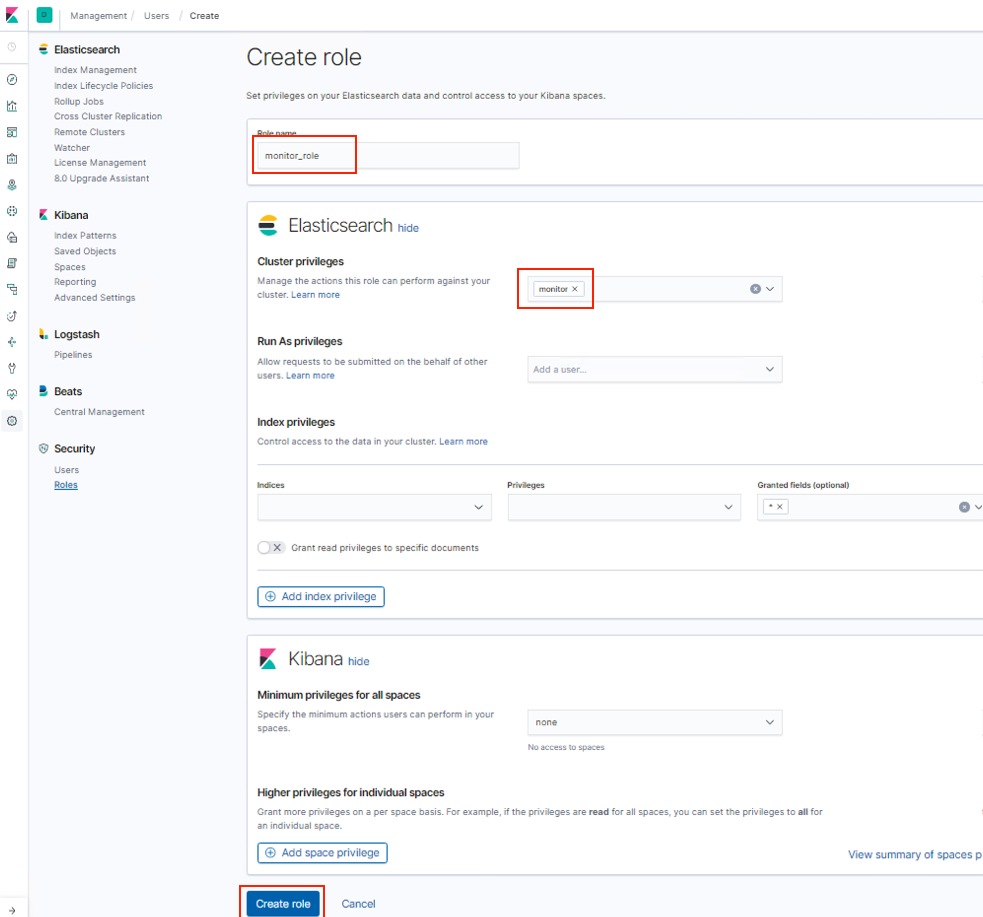 D
Management / Users / Create
Elasticsearch
Index Management
Index Lifecycle Policies
Rollup Jobs
Cross Cluster Replication
Remote Clusters
Watcher
License Management
8.0 Upgrade Assistant
Kibana
Index Patterns
Saved Objects
Spaces
Reporting
Advanced Settings
Logstash
Pipelines
Beats
Central Management
Security
Users
Roles
Create role
Set privileges on your Elasticsearch data and control access to your Kibana spaces.
Role name
monitor_role
Elasticsearch hide
Cluster privileges
Manage the actions this role can perform against your
cluster. Learn more
monitor ×
Run As privileges
Allow requests to be submitted on the behalf of other
users. Learn more
Add a user...
Index privileges
Control access to the data in your cluster. Learn more
Indices
Privileges
Granted fields (optional)
* ×
Grant read privileges to specific documents
Add index privilege
Kibana hide
Minimum privileges for all spaces
Specify the minimum actions users can perform in your
spaces.
none
No access to spaces
Higher privileges for individual spaces
Grant more privileges on a per space basis. For example, if the privileges are read for all spaces, you can set the privileges to all for
an individual space.
Add space privilege
View summary of spaces p
Create role
Cancel